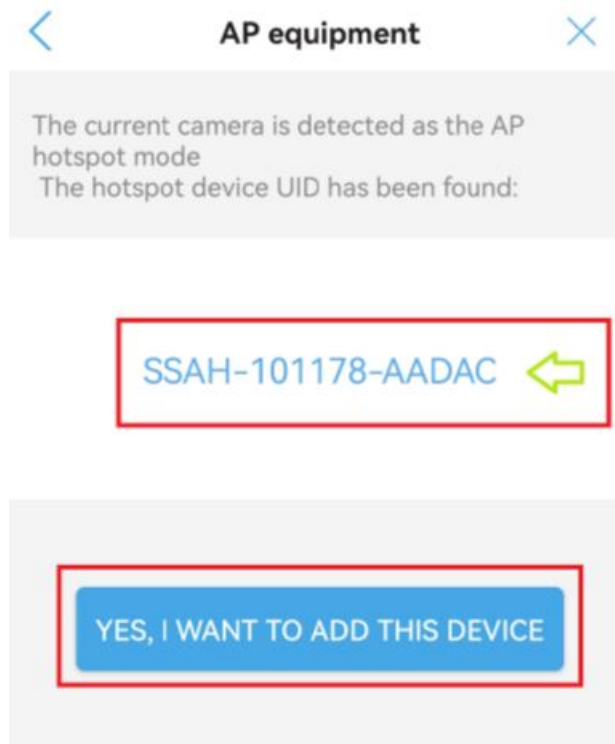 AP equipment
The current camera is detected as the AP
hotspot mode
The hotspot device UID has been found:
SSAH-101178-AADAC
YES, I WANT TO ADD THIS DEVICE